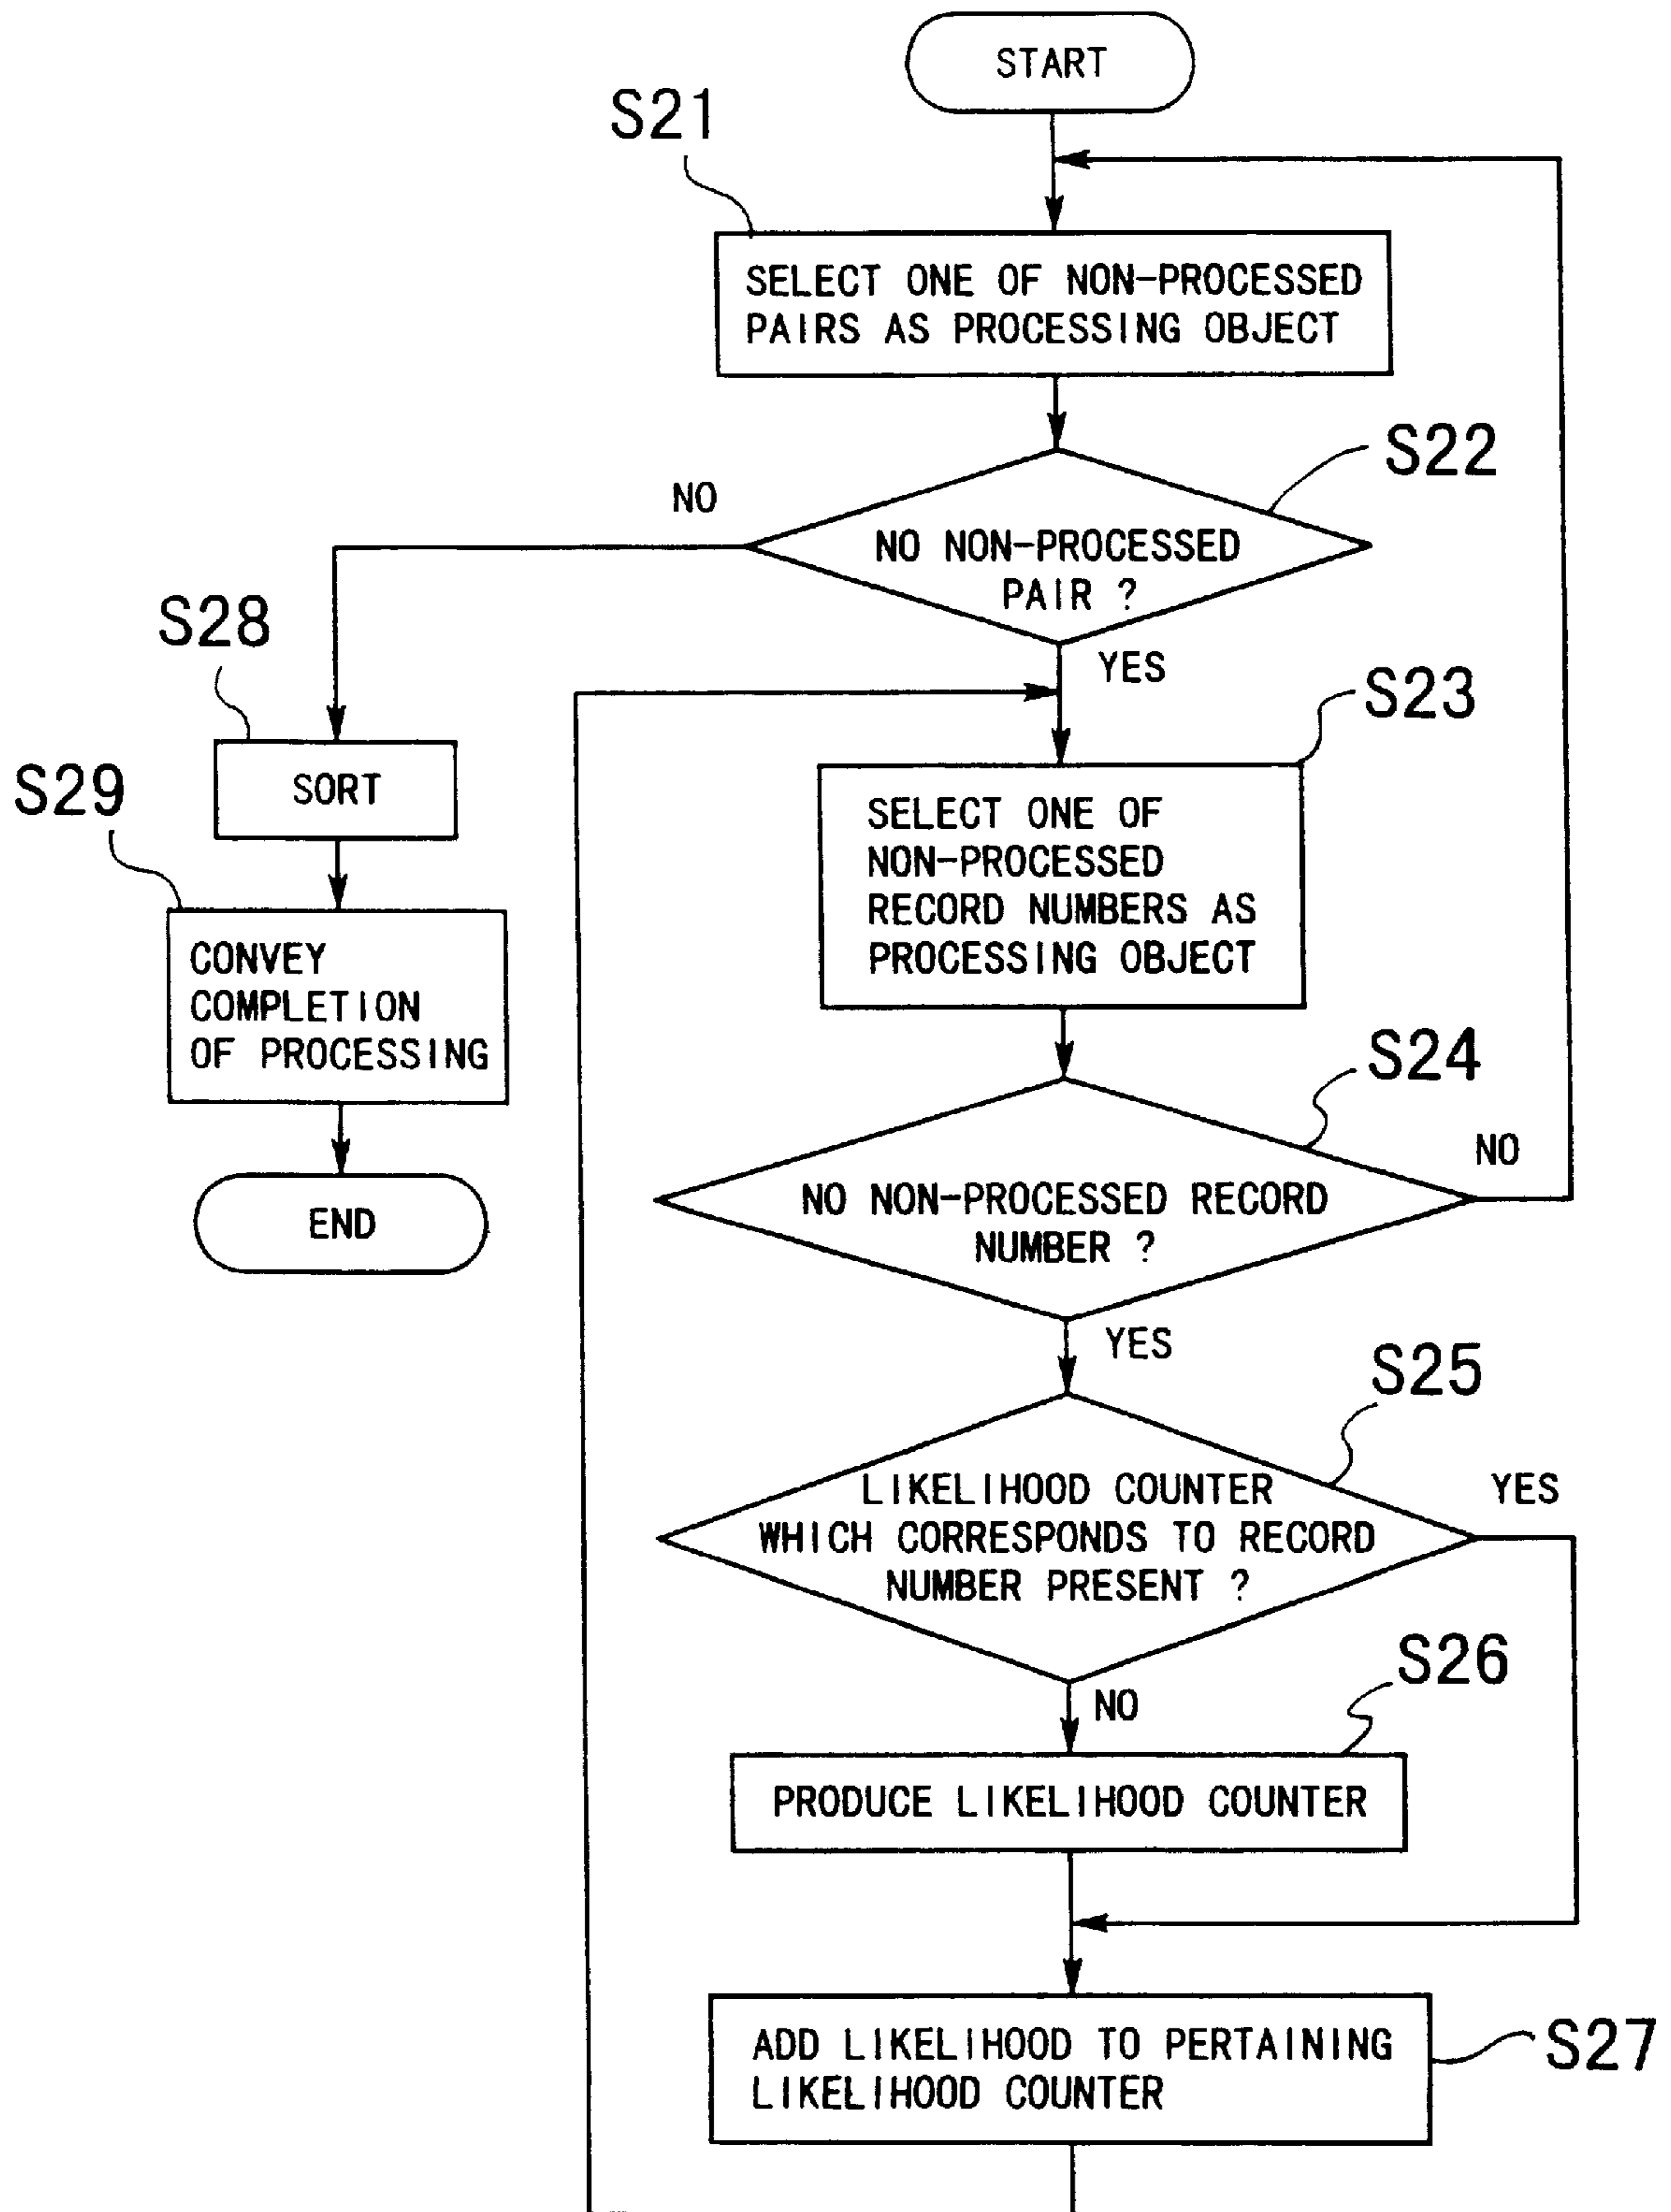 START
S21
SELECT ONE OF NON-PROCESSED
PAIRS AS PROCESSING OBJECT
S22
NO
NO NON-PROCESSED
PAIR ?
YES
S28
SORT
S23
SELECT ONE OF
NON-PROCESSED
RECORD NUMBERS AS
PROCESSING OBJECT
S29
CONVEY
COMPLETION
OF PROCESSING
END
S24
NO
NO NON-PROCESSED RECORD
NUMBER ?
YES
S25
LIKELIHOOD COUNTER
WHICH CORRESPONDS TO RECORD
NUMBER PRESENT ?
YES
NO
S26
PRODUCE LIKELIHOOD COUNTER
ADD LIKELIHOOD TO PERTAINING
LIKELIHOOD COUNTER
S27